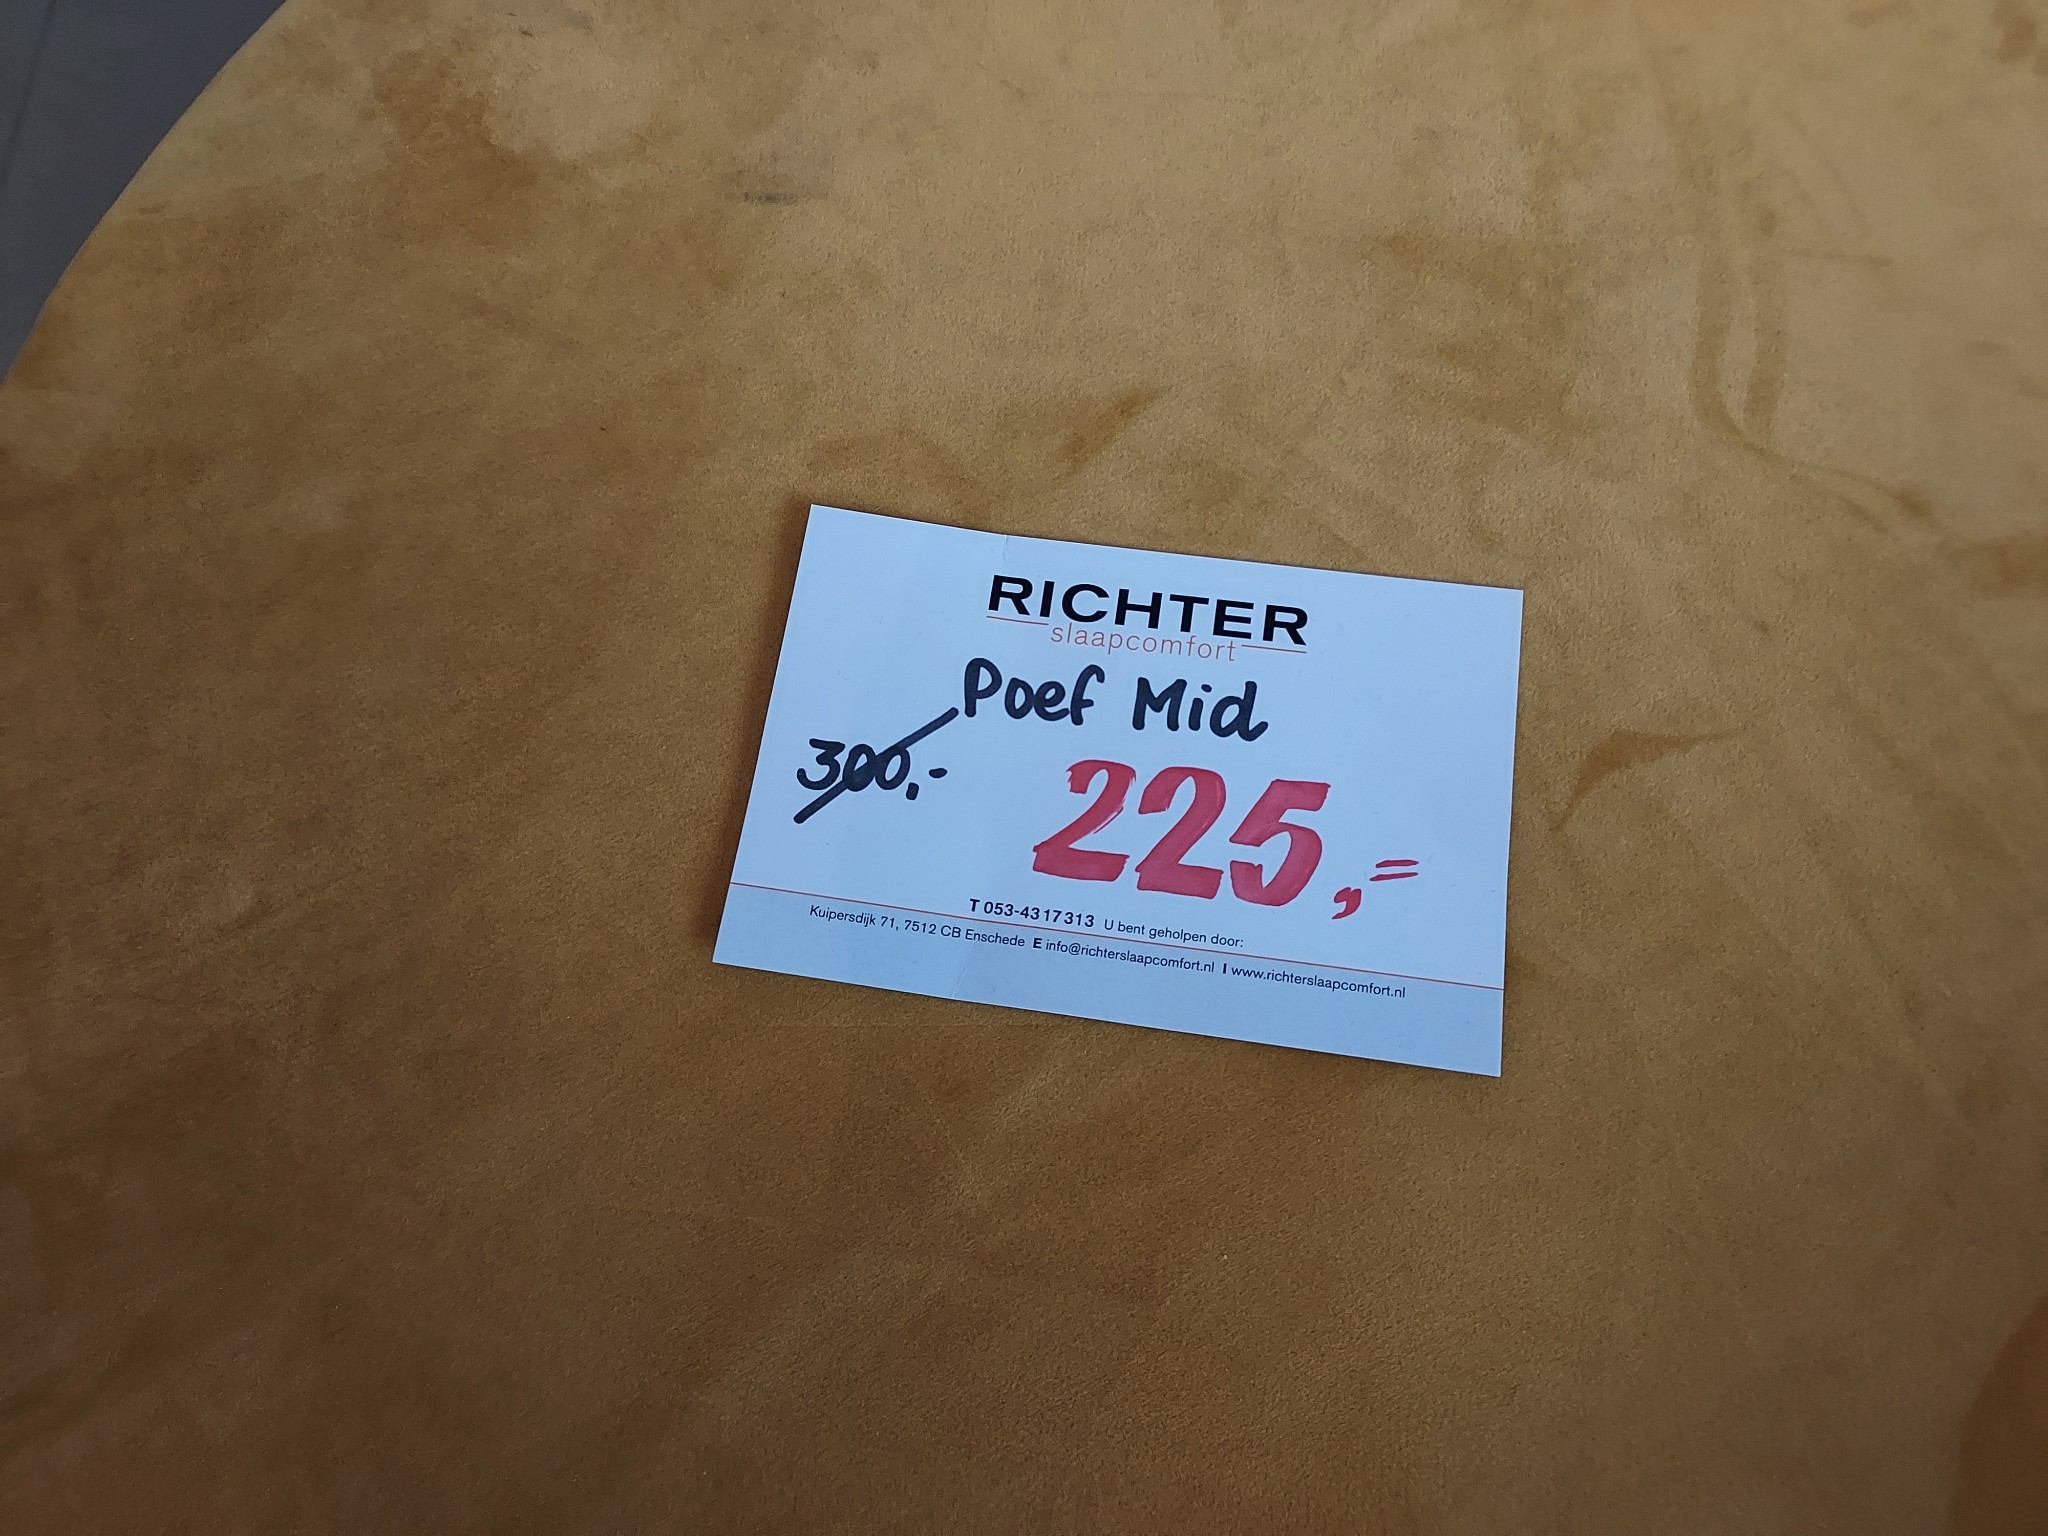 RICHTER
slaapcomfort
Poef Mid
300,-
225,=
T 053-4317313 U bent geholpen door:
Kuipersdijk 71, 7512 CB Enschede E info@richterslaapcomfort.nl I www.richterslaapcomfort.nl